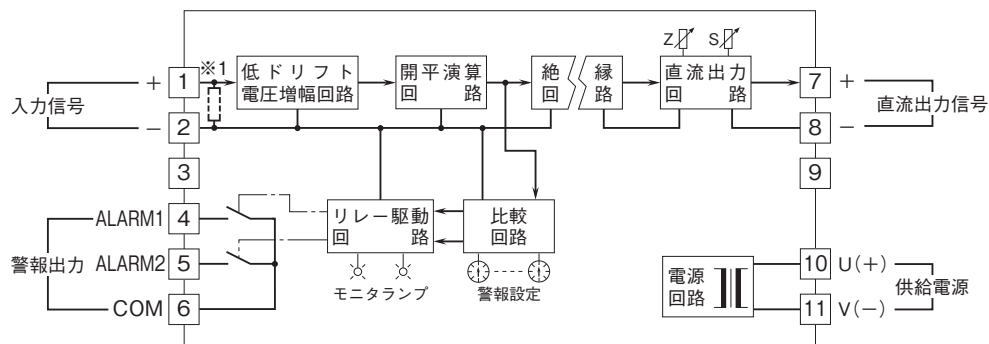 Z S
※1
入力信号
+ 1
− 2
3
低ドリフト
電圧増幅回路
開平演算
回 路
絶 縁
回 路
直流出力
回 路
7 +
8 −
9
直流出力信号
警報出力
ALARM1 4
ALARM2 5
COM 6
リレー駆動
回 路
モニタランプ
比較
回路
警報設定
電源
回路
10 U(+)
11 V(−)
供給電源